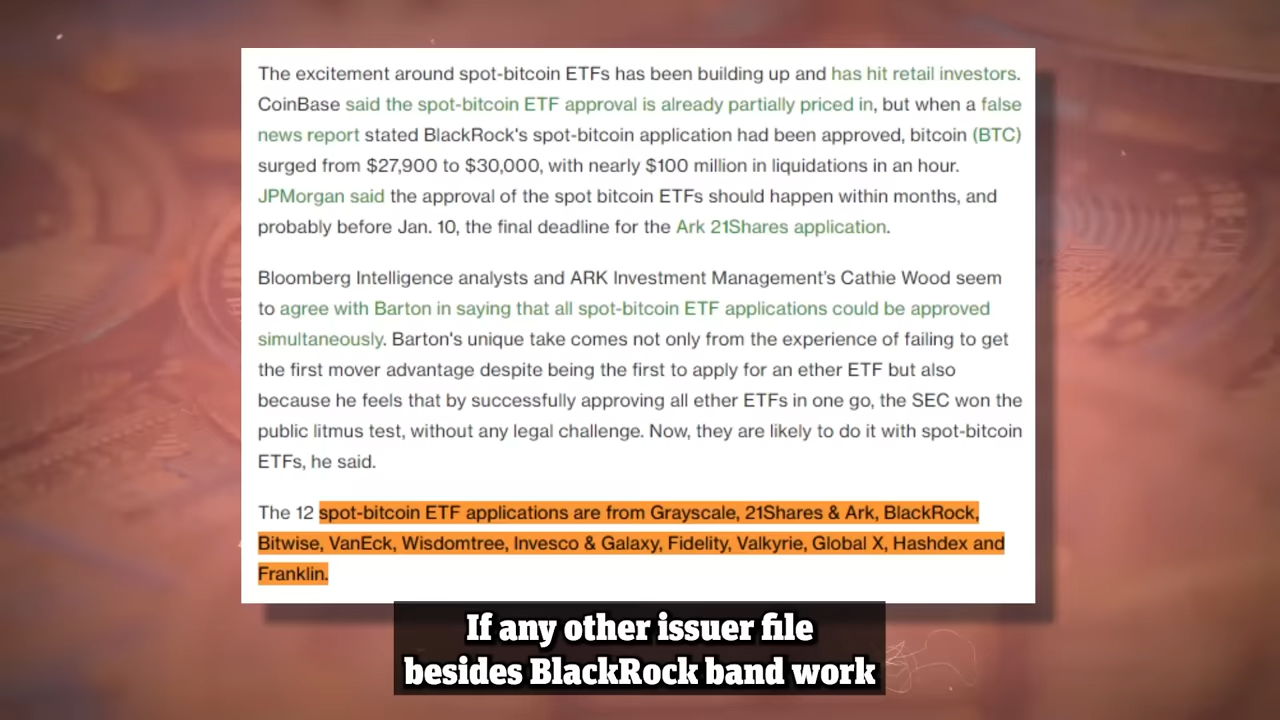 The excitement around spot-bitcoin ETFs has been building up and has hit retail investors.
CoinBase said the spot-bitcoin ETF approval is already partially priced in, but when a false
news report stated BlackRock's spot-bitcoin application had been approved, bitcoin (BTC)
surged from $27,900 to $30,000, with nearly $100 million in liquidations in an hour.
JPMorgan said the approval of the spot bitcoin ETFs should happen within months, and
probably before Jan. 10, the final deadline for the Ark 21Shares application.
Bloomberg Intelligence analysts and ARK Investment Management’s Cathie Wood seem
to agree with Barton in saying that all spot-bitcoin ETF applications could be approved
simultaneously. Barton's unique take comes not only from the experience of failing to get
the first mover advantage despite being the first to apply for an ether ETF but also
because he feels that by successfully approving all ether ETFs in one go, the SEC won the
public litmus test, without any legal challenge. Now, they are likely to do it with spot-bitcoin
ETFs, he said.
The 12 spot-bitcoin ETF applications are from Grayscale, 21Shares & Ark, BlackRock,
Bitwise, VanEck, Wisdomtree, Invesco & Galaxy, Fidelity, Valkyrie, Global X, Hashdex and
Franklin.
If any other issuer file
besides BlackRock band work